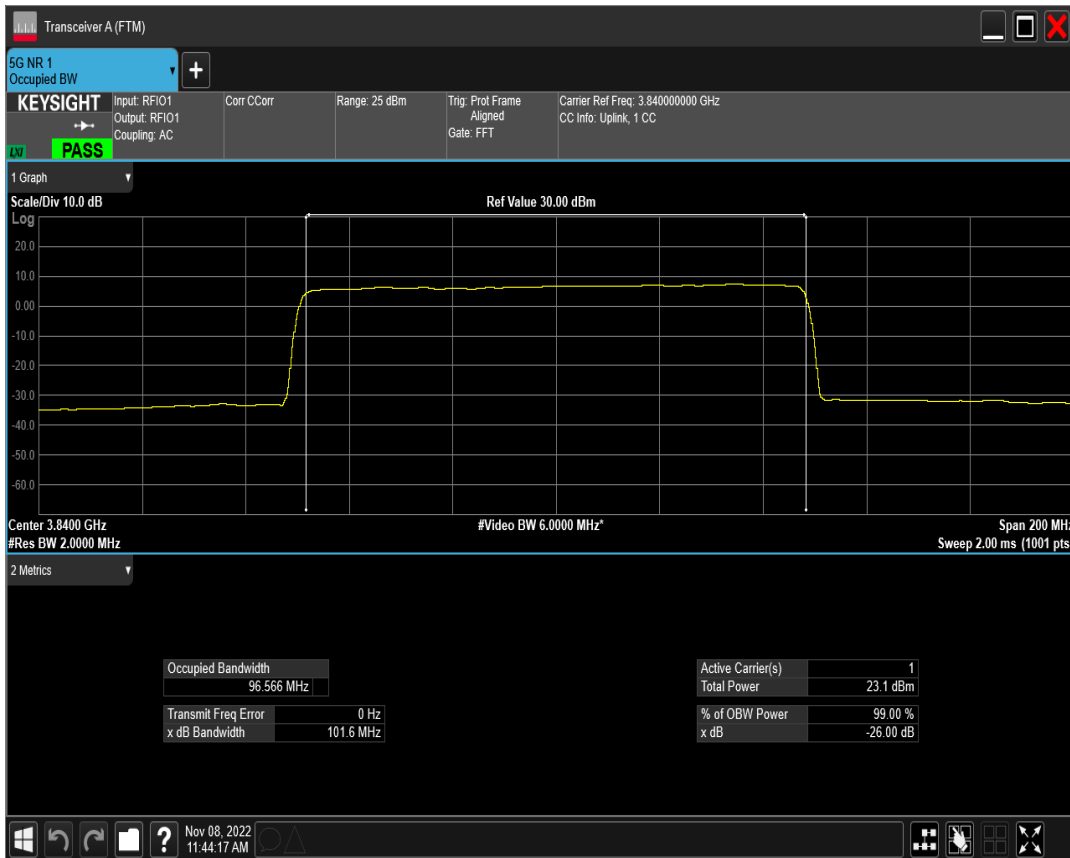 Transceiver A (FTM)
5G NR 1
Occupied BW
+
KEYSIGHT
LXI
PASS
Input: RFIO1
Output: RFIO1
Coupling: AC
Corr CCorr
Range: 25 dBm
Trig: Prot Frame
Aligned
Gate: FFT
Carrier Ref Freq: 3.840000000 GHz
CC Info: Uplink, 1 CC
1 Graph
Scale/Div 10.0 dB
Ref Value 30.00 dBm
Log
20.0
10.0
0.00
-10.0
-20.0
-30.0
-40.0
-50.0
-60.0
Center 3.8400 GHz
#Video BW 6.0000 MHz*
Span 200 MHz
#Res BW 2.0000 MHz
Sweep 2.00 ms (1001 pts
2 Metrics
Occupied Bandwidth
96.566 MHz
Transmit Freq Error 0 Hz
x dB Bandwidth 101.6 MHz
Active Carrier(s) 1
Total Power 23.1 dBm
% of OBW Power 99.00 %
x dB -26.00 dB
?
Nov 08, 2022
11:44:17 AM